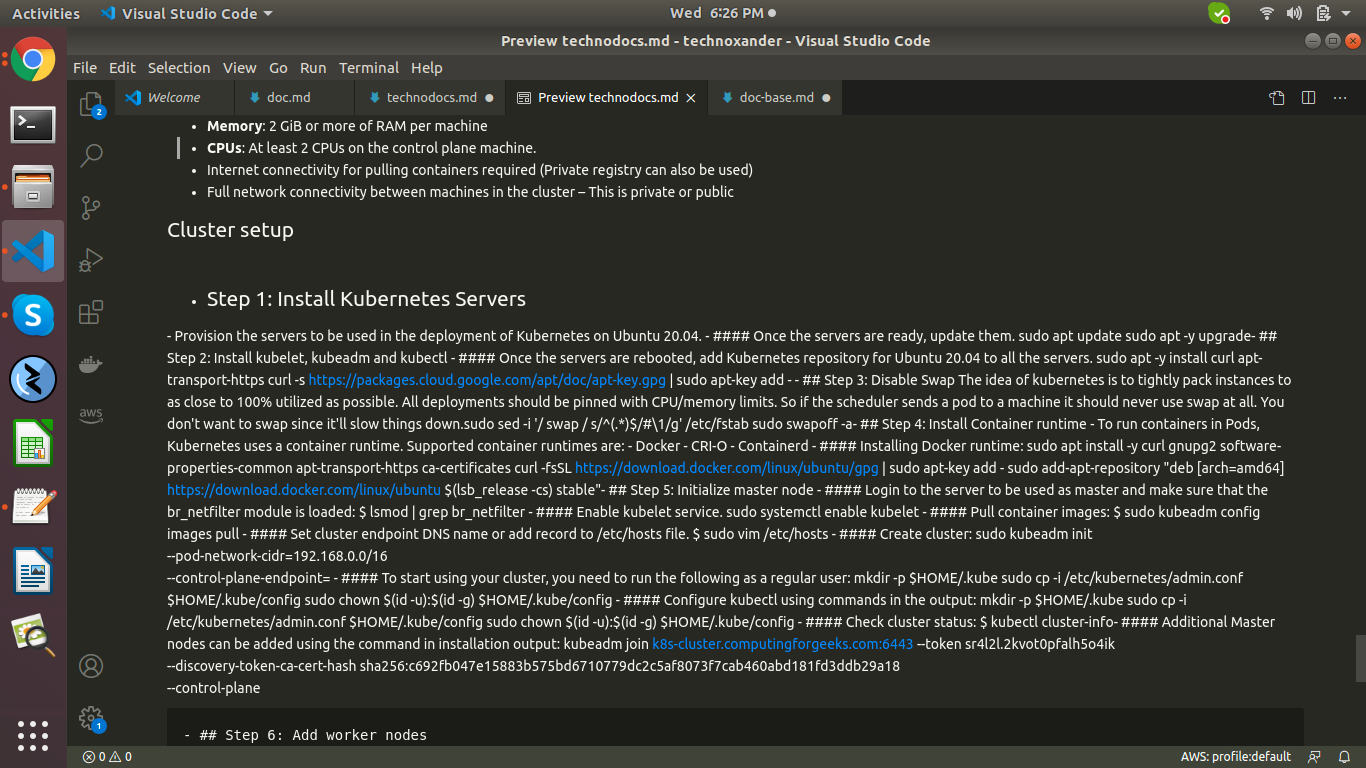 Activities Visual Studio Code Wed 6:26 PM
Preview technodocs.md - technoxander - Visual Studio Code
File Edit Selection View Go Run Terminal Help
Welcome doc.md technodocs.md Preview technodocs.md doc-base.md
2
• Memory: 2 GiB or more of RAM per machine
• CPUs: At least 2 CPUs on the control plane machine.
• Internet connectivity for pulling containers required (Private registry can also be used)
• Full network connectivity between machines in the cluster – This is private or public
Cluster setup
• Step 1: Install Kubernetes Servers
- Provision the servers to be used in the deployment of Kubernetes on Ubuntu 20.04. - #### Once the servers are ready, update them. sudo apt update sudo apt -y upgrade- ##
Step 2: Install kubelet, kubeadm and kubectl - #### Once the servers are rebooted, add Kubernetes repository for Ubuntu 20.04 to all the servers. sudo apt -y install curl apt-
transport-https curl -s https://packages.cloud.google.com/apt/doc/apt-key.gpg | sudo apt-key add - - ## Step 3: Disable Swap The idea of kubernetes is to tightly pack instances to
as close to 100% utilized as possible. All deployments should be pinned with CPU/memory limits. So if the scheduler sends a pod to a machine it should never use swap at all. You
don't want to swap since it'll slow things down.sudo sed -i '/ swap / s/^(.*)$/#\1/g' /etc/fstab sudo swapoff -a- ## Step 4: Install Container runtime - To run containers in Pods,
Kubernetes uses a container runtime. Supported container runtimes are: - Docker - CRI-O - Containerd - #### Installing Docker runtime: sudo apt install -y curl gnupg2 software-
properties-common apt-transport-https ca-certificates curl -fsSL https://download.docker.com/linux/ubuntu/gpg | sudo apt-key add - sudo add-apt-repository "deb [arch=amd64]
https://download.docker.com/linux/ubuntu $(lsb_release -cs) stable"- ## Step 5: Initialize master node - #### Login to the server to be used as master and make sure that the
br_netfilter module is loaded: $ lsmod | grep br_netfilter - #### Enable kubelet service. sudo systemctl enable kubelet - #### Pull container images: $ sudo kubeadm config
images pull - #### Set cluster endpoint DNS name or add record to /etc/hosts file. $ sudo vim /etc/hosts - #### Create cluster: sudo kubeadm init
--pod-network-cidr=192.168.0.0/16
--control-plane-endpoint= - #### To start using your cluster, you need to run the following as a regular user: mkdir -p $HOME/.kube sudo cp -i /etc/kubernetes/admin.conf
$HOME/.kube/config sudo chown $(id -u):$(id -g) $HOME/.kube/config - #### Configure kubectl using commands in the output: mkdir -p $HOME/.kube sudo cp -i
/etc/kubernetes/admin.conf $HOME/.kube/config sudo chown $(id -u):$(id -g) $HOME/.kube/config - #### Check cluster status: $ kubectl cluster-info- #### Additional Master
nodes can be added using the command in installation output: kubeadm join k8s-cluster.computingforgeeks.com:6443 --token sr4l2l.2kvot0pfalh5o4ik
--discovery-token-ca-cert-hash sha256:c692fb047e15883b575bd6710779dc2c5af8073f7cab460abd181fd3ddb29a18
--control-plane
- ## Step 6: Add worker nodes
aws
1
0 0 AWS: profile:default